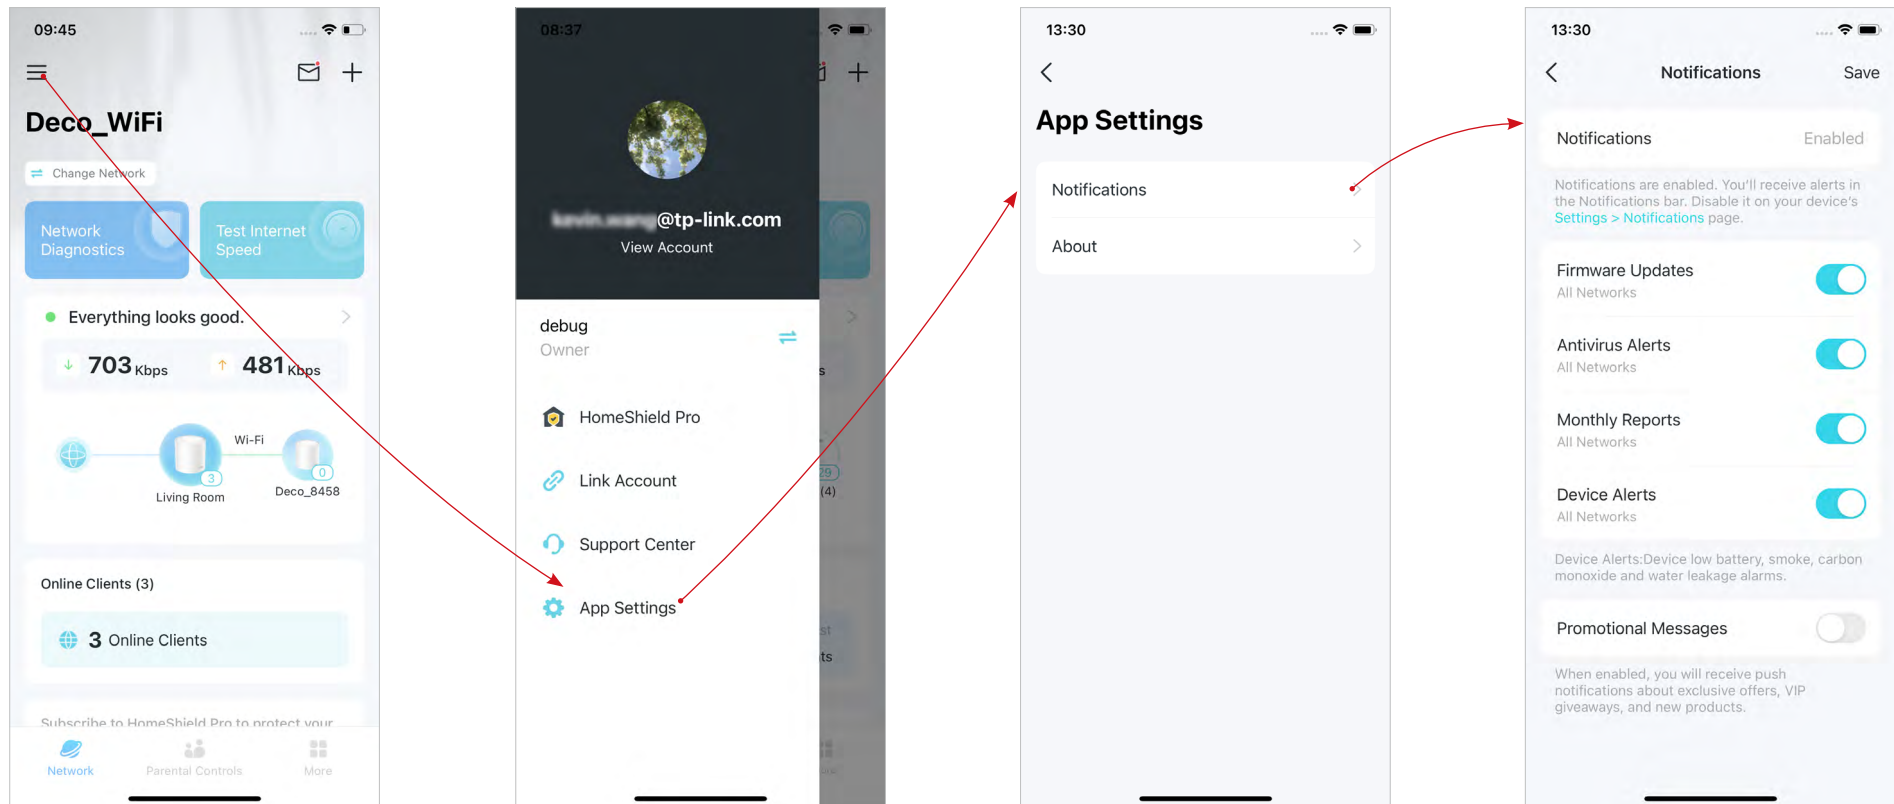 09:45
Deco_WiFi
Change Network
Network
Diagnostics
Test Internet
Speed
Everything looks good.
703 Kbps
481 Kbps
Wi-Fi
3
0
Living Room
Deco_8458
Online Clients (3)
3 Online Clients
Subscribe to HomeShield Pro to protect your
Network
Parental Controls
More
08:37
@tp-link.com
View Account
debug
Owner
HomeShield Pro
Link Account
Support Center
App Settings
s
29
(4)
st
ts
13:30
App Settings
Notifications
About
13:30
Notifications
Save
Notifications
Enabled
Notifications are enabled. You'll receive alerts in
the Notifications bar. Disable it on your device's
Settings > Notifications page.
Firmware Updates
All Networks
Antivirus Alerts
All Networks
Monthly Reports
All Networks
Device Alerts
All Networks
Device Alerts:Device low battery, smoke, carbon
monoxide and water leakage alarms.
Promotional Messages
When enabled, you will receive push
notifications about exclusive offers, VIP
giveaways, and new products.